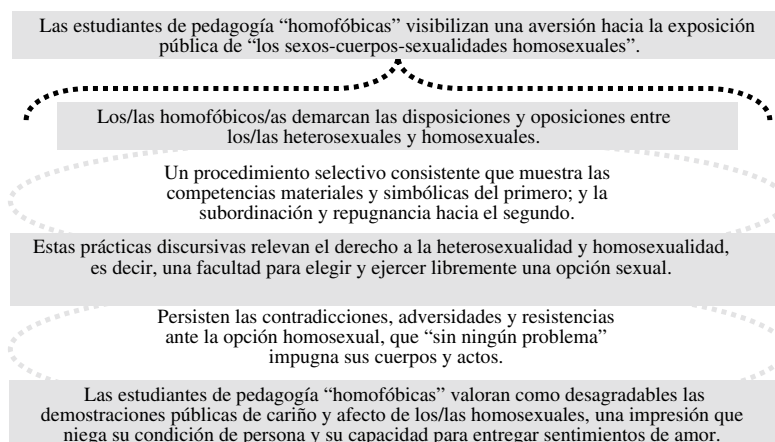 Las estudiantes de pedagogía “homofóbicas” visibilizan una aversión hacia la exposición
pública de “los sexos-cuerpos-sexualidades homosexuales”.
Los/las homofóbicos/as demarcan las disposiciones y oposiciones entre
los/las heterosexuales y homosexuales.
Un procedimiento selectivo consistente que muestra las
competencias materiales y simbólicas del primero; y la
subordinación y repugnancia hacia el segundo.
Estas prácticas discursivas relevan el derecho a la heterosexualidad y homosexualidad,
es decir, una facultad para elegir y ejercer libremente una opción sexual.
Persisten las contradicciones, adversidades y resistencias
ante la opción homosexual, que “sin ningún problema”
impugna sus cuerpos y actos.
Las estudiantes de pedagogía “homofóbicas” valoran como desagradables las
demostraciones públicas de cariño y afecto de los/las homosexuales, una impresión que
niega su condición de persona y su capacidad para entregar sentimientos de amor.